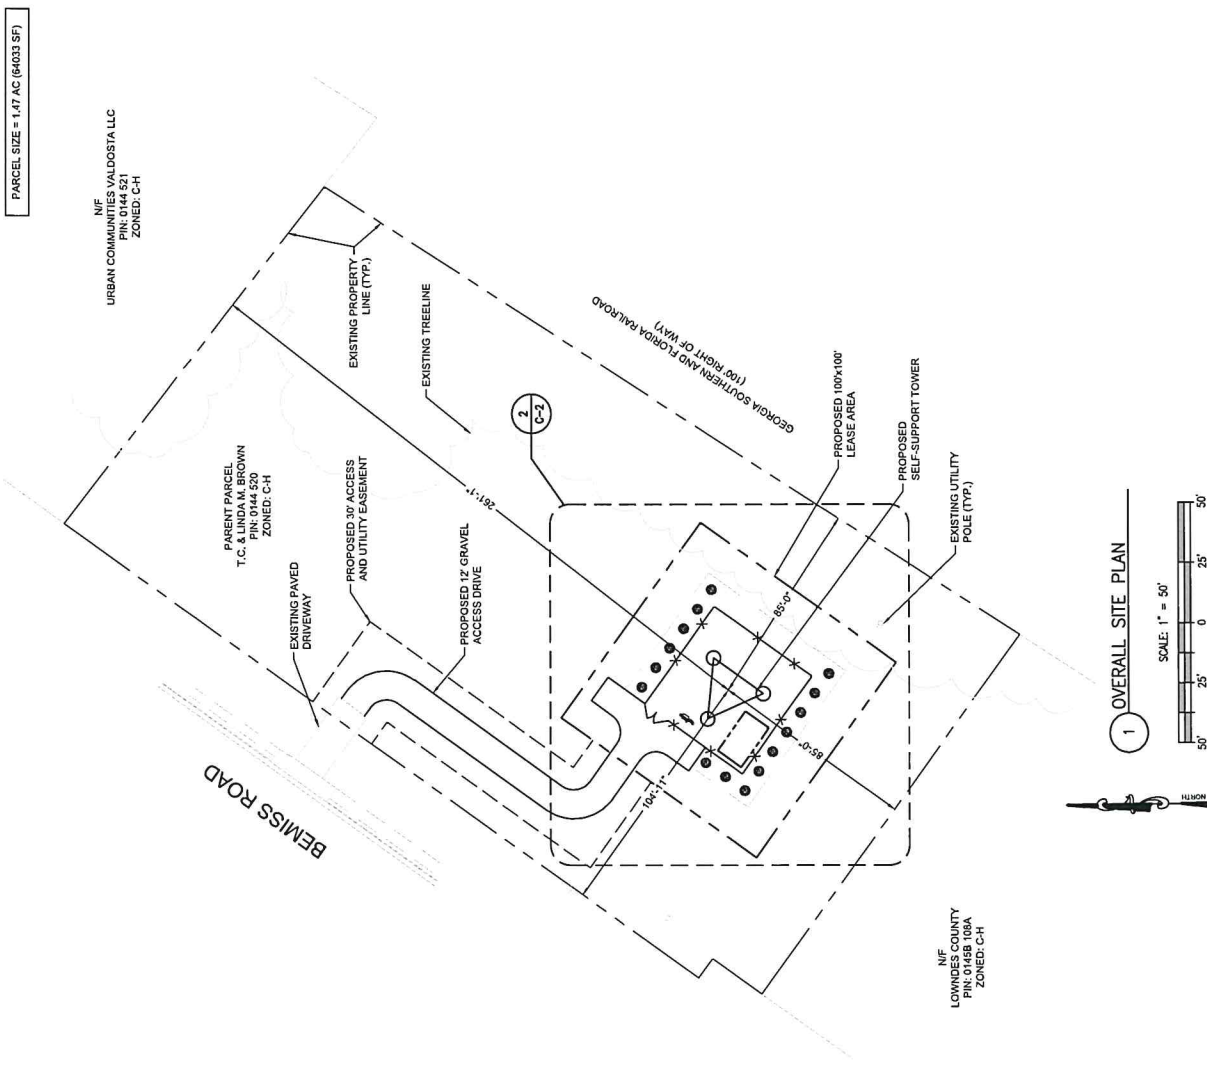 PARCEL SIZE = 1.47 AC (64033 SF)
N/F
URBAN COMMUNITIES VALDOSTA LLC
PIN: 0144 521
ZONED: C-H
EXISTING PROPERTY
LINE (TYP.)
EXISTING TREELINE
GEORGIA SOUTHERN AND FLORIDA RAILROAD
(100' RIGHT OF WAY)
2
C-2
PARENT PARCEL
T.C. & LINDA M. BROWN
PIN: 0144 520
ZONED: C-H
261'-1"
PROPOSED 30' ACCESS
AND UTILITY EASEMENT
EXISTING PAVED
DRIVEWAY
PROPOSED 12' GRAVEL
ACCESS DRIVE
PROPOSED 100'x100'
LEASE AREA
PROPOSED
SELF-SUPPORT TOWER
EXISTING UTILITY
POLE (TYP.)
85'-0"
85'-0"
104'-11"
BEMISS ROAD
N/F
LOWNDES COUNTY
PIN: 0145B 108A
ZONED: C-H
1
OVERALL SITE PLAN
SCALE: 1" = 50'
50' 25' 0 25' 50'
NORTH